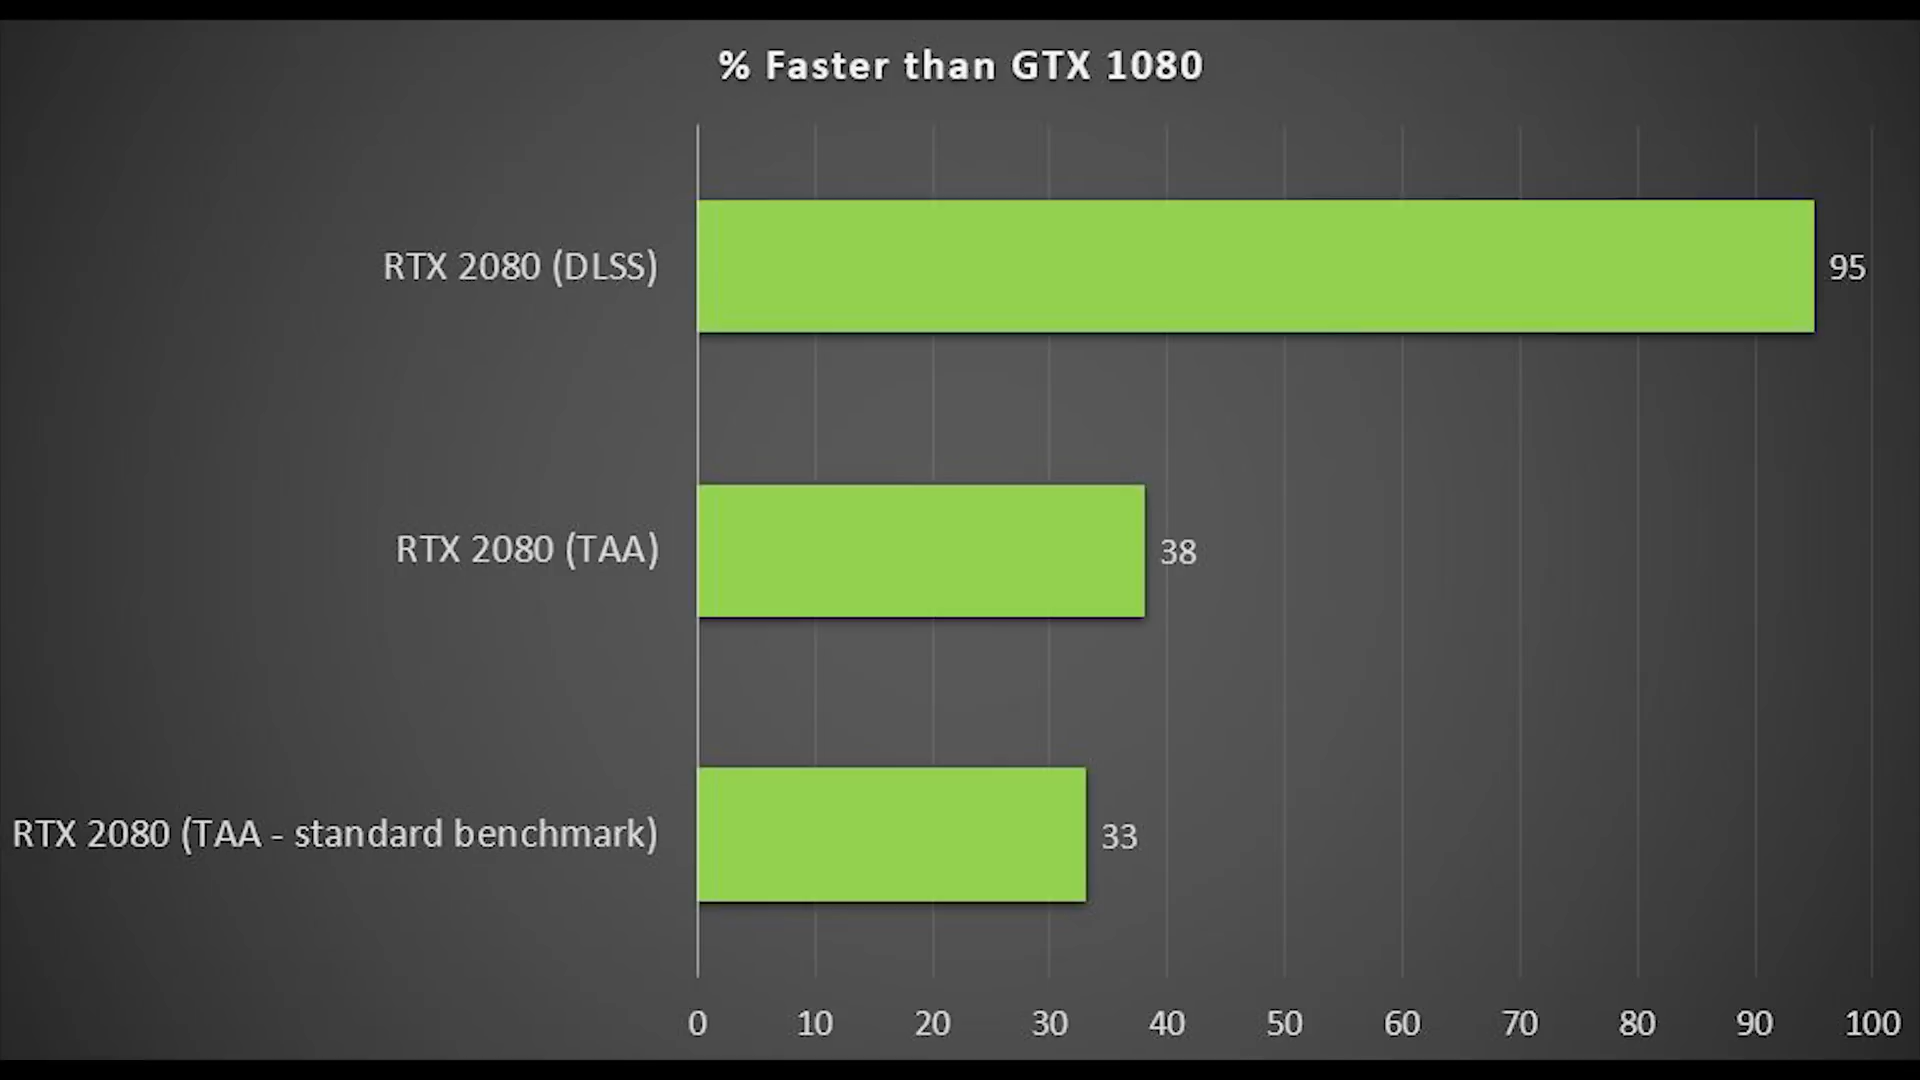 % Faster than GTX 1080
RTX 2080 (DLSS)
95
RTX 2080 (TAA)
38
RTX 2080 (TAA - standard benchmark)
33
0 10 20 30 40 50 60 70 80 90 100